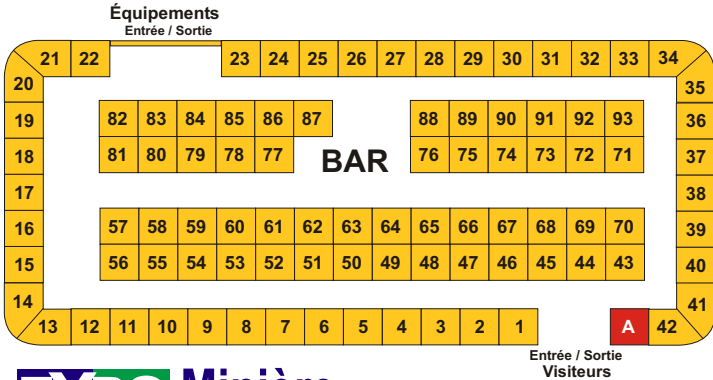 Équipements
Entrée / Sortie
21 22 23 24 25 26 27 28 29 30 31 32 33 34
20 35
19 82 83 84 85 86 87 88 89 90 91 92 93 36
18 81 80 79 78 77 BAR 76 75 74 73 72 71 37
17 38
16 57 58 59 60 61 62 63 64 65 66 67 68 69 70 39
15 56 55 54 53 52 51 50 49 48 47 46 45 44 43 40
14 41
13 12 11 10 9 8 7 6 5 4 3 2 1 A 42
Entrée / Sortie
Visiteurs